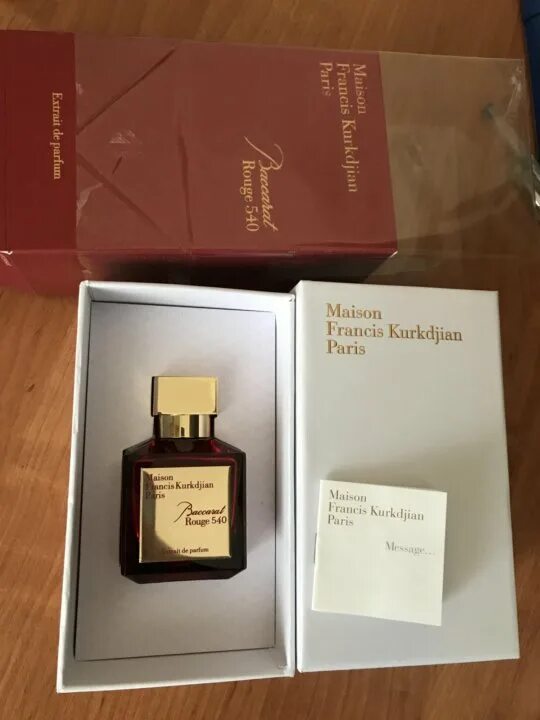 Maison
Francis Kurkdjian
Paris
Baccarat
Rouge 540
Extrait de parfum
Maison
Francis Kurkdjian
Paris
Maison
Francis Kurkdjian
Paris
Baccarat
Rouge 540
Extrait de parfum
Maison
Francis Kurkdjian
Paris
Message...